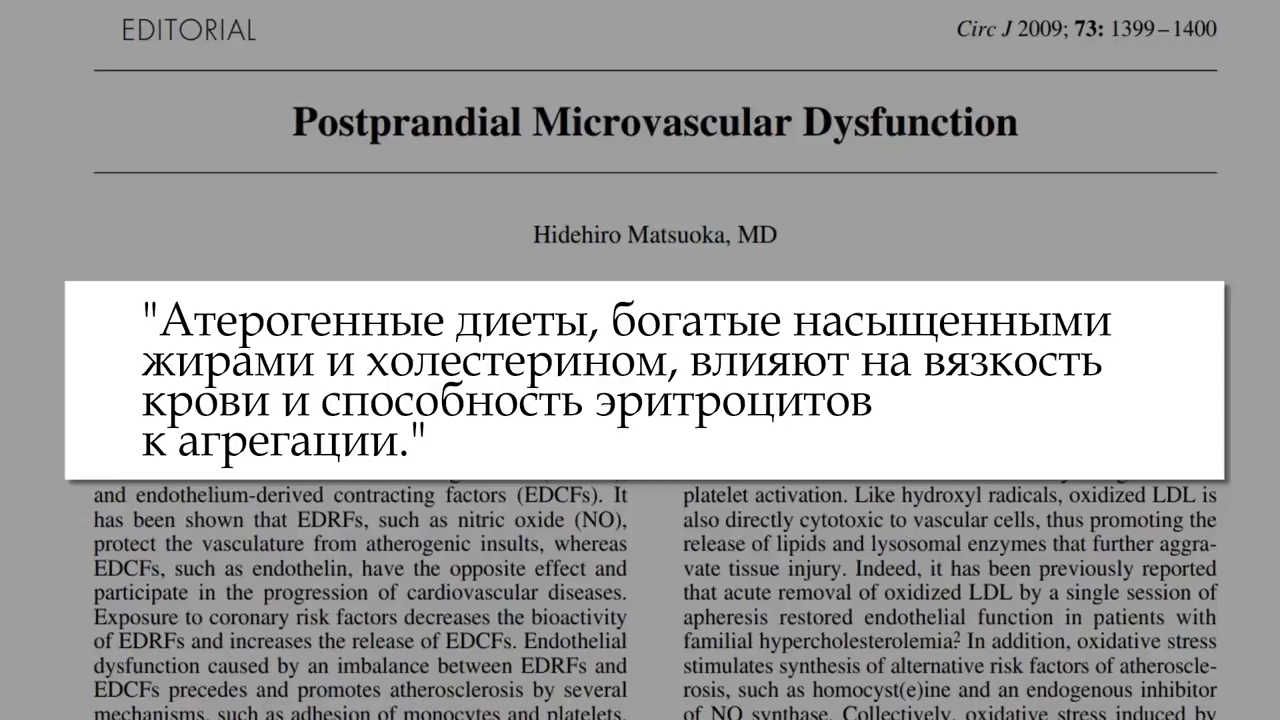 EDITORIAL
Circ J 2009; 73: 1399–1400
Postprandial Microvascular Dysfunction
Hidehiro Matsuoka, MD
"Атерогенные диеты, богатые насыщенными
жирами и холестерином, влияют на вязкость
крови и способность эритроцитов
к агрегации."
and endothelium-derived contracting factors (EDCFs). It
has been shown that EDRFs, such as nitric oxide (NO),
protect the vasculature from atherogenic insults, whereas
EDCFs, such as endothelin, have the opposite effect and
participate in the progression of cardiovascular diseases.
Exposure to coronary risk factors decreases the bioactivity
of EDRFs and increases the release of EDCFs. Endothelial
dysfunction caused by an imbalance between EDRFs and
EDCFs precedes and promotes atherosclerosis by several
mechanisms, such as adhesion of monocytes and platelets,
platelet activation. Like hydroxyl radicals, oxidized LDL is
also directly cytotoxic to vascular cells, thus promoting the
release of lipids and lysosomal enzymes that further aggra-
vate tissue injury. Indeed, it has been previously reported
that acute removal of oxidized LDL by a single session of
apheresis restored endothelial function in patients with
familial hypercholesterolemia.2 In addition, oxidative stress
stimulates synthesis of alternative risk factors of atheroscle-
rosis, such as homocyst(e)ine and an endogenous inhibitor
of NO synthase. Collectively, oxidative stress induced by